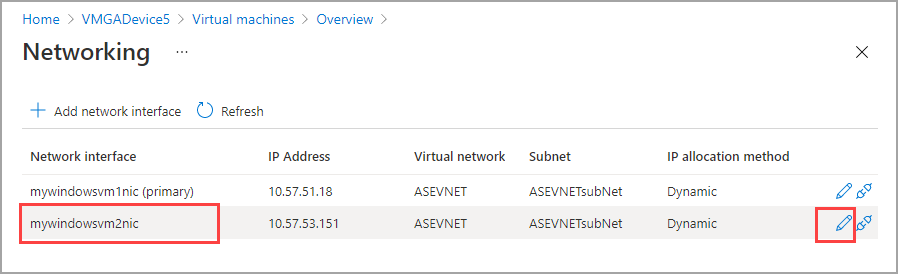 Home > VMGADevice5 > Virtual machines > Overview >
Networking ...
Add network interface Refresh
Network interface IP Address Virtual network Subnet IP allocation method
mywindowsvm1nic (primary) 10.57.51.18 ASEVNET ASEVNETsubNet Dynamic
mywindowsvm2nic 10.57.53.151 ASEVNET ASEVNETsubNet Dynamic